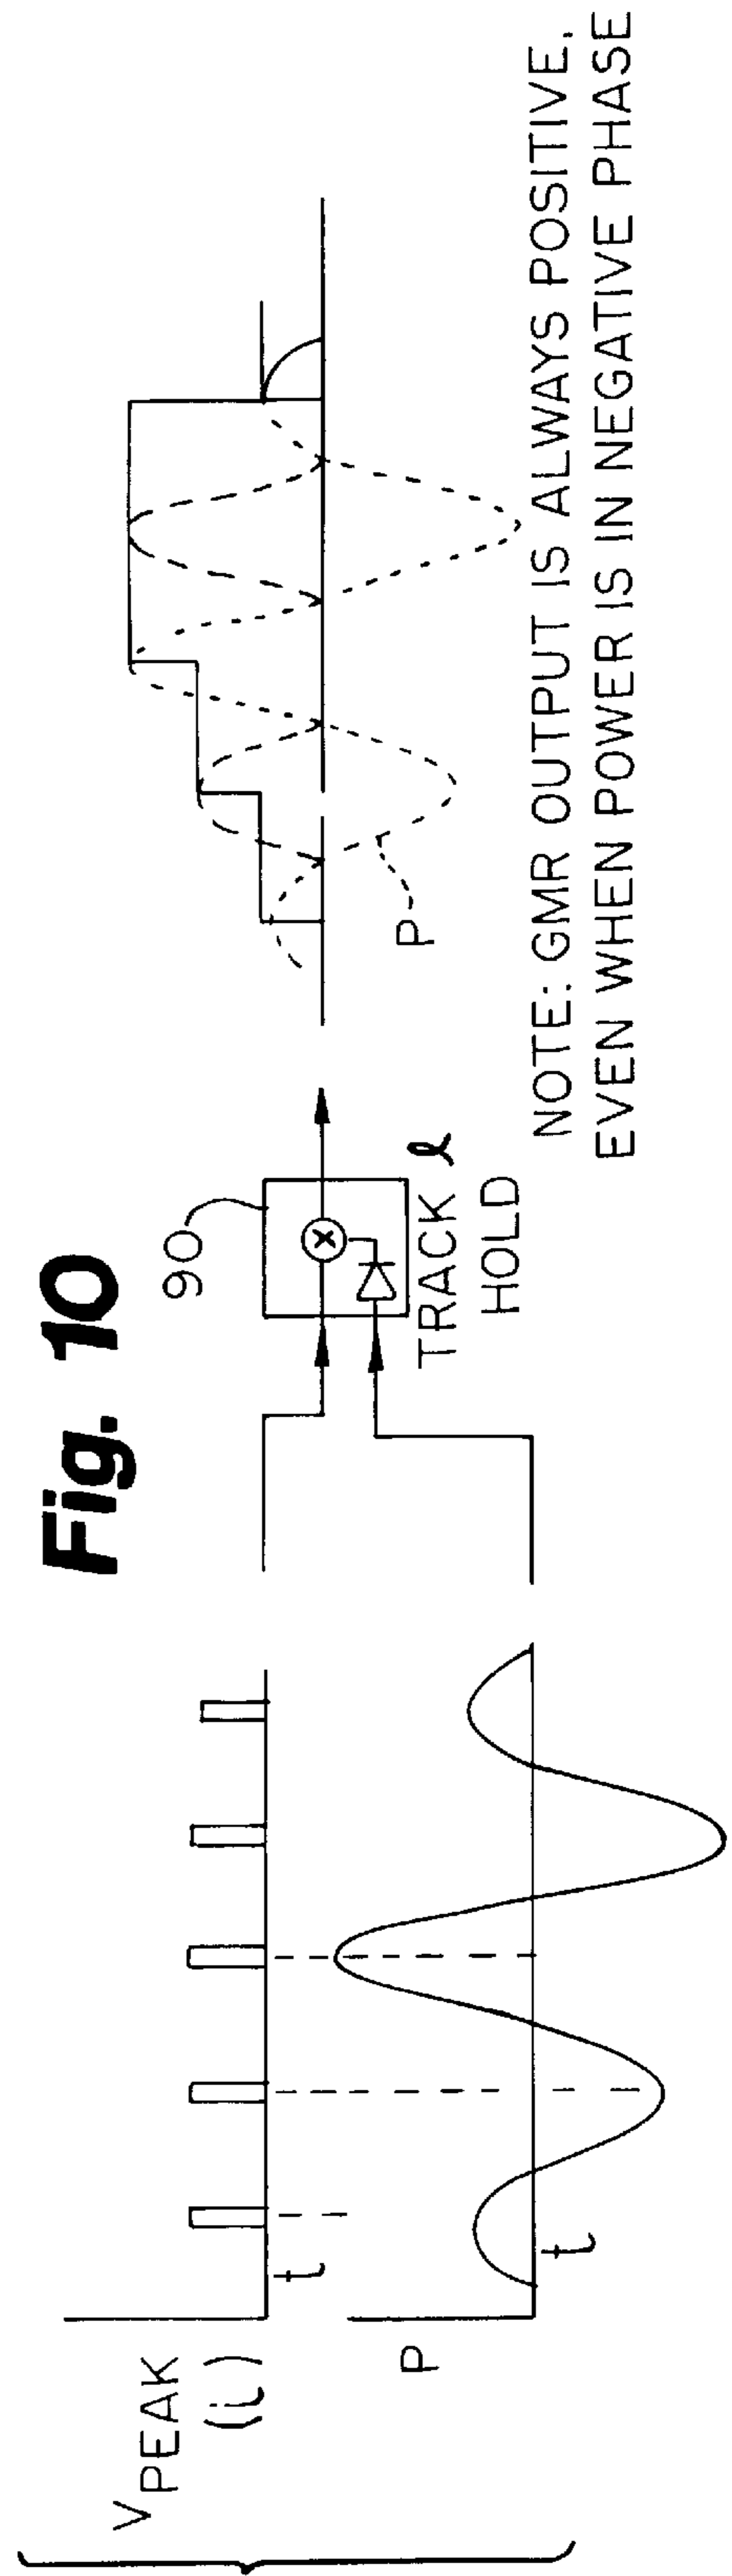 Fig. 10
V PEAK
(i)
t
P
t
90
TRACK &
HOLD
P
NOTE: GMR OUTPUT IS ALWAYS POSITIVE,
EVEN WHEN POWER IS IN NEGATIVE PHASE